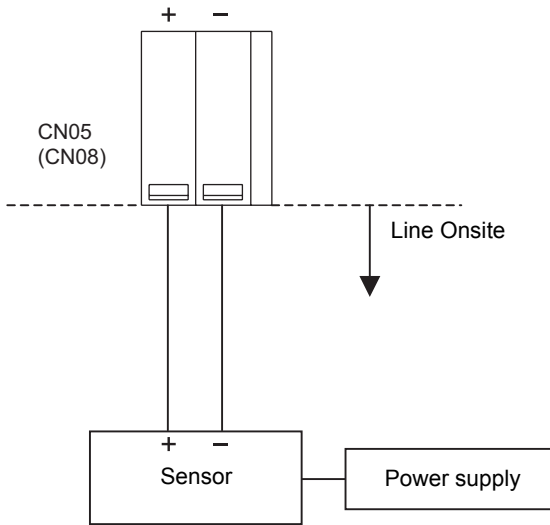 + −
CN05
(CN08)
Line Onsite
+ −
Sensor
Power supply